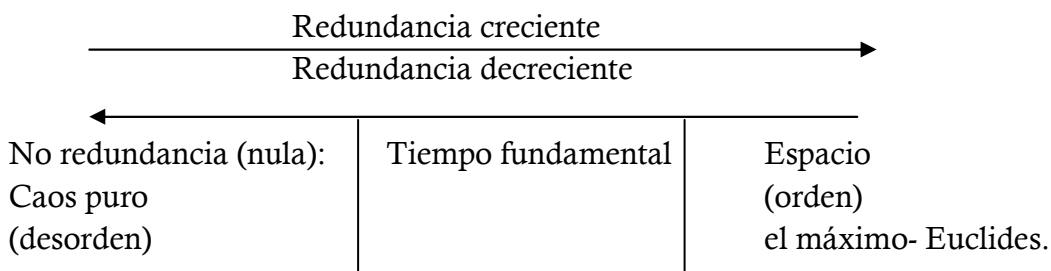 Redundancia creciente
Redundancia decreciente
No redundancia (nula):
Caos puro
(desorden)
Tiempo fundamental
Espacio
(orden)
el máximo- Euclides.